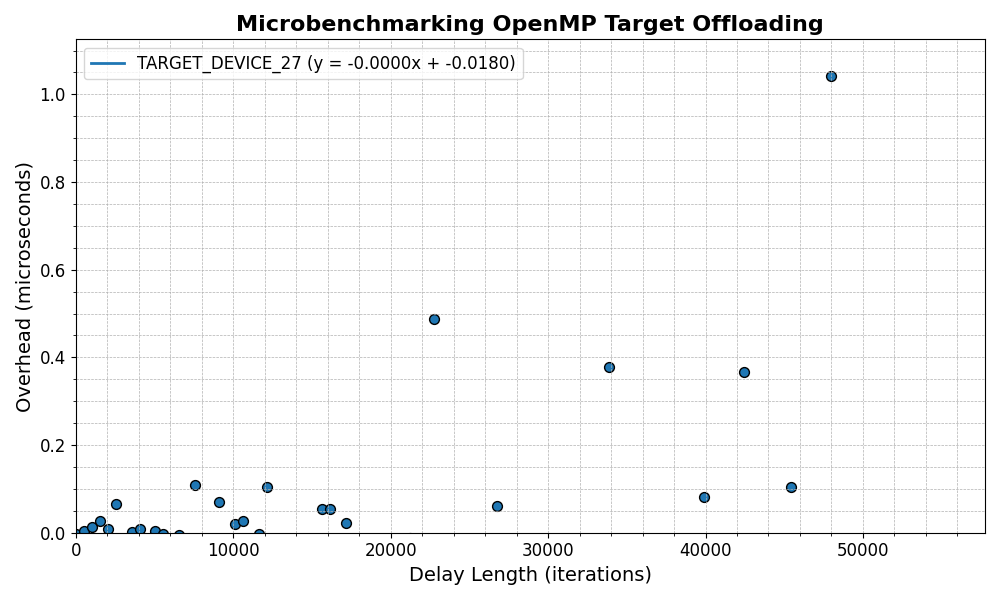 Microbenchmarking OpenMP Target Offloading
TARGET_DEVICE_27 (y = -0.0000x + -0.0180)
Overhead (microseconds)
1.0
0.8
0.6
0.4
0.2
0.0
0 10000 20000 30000 40000 50000
Delay Length (iterations)